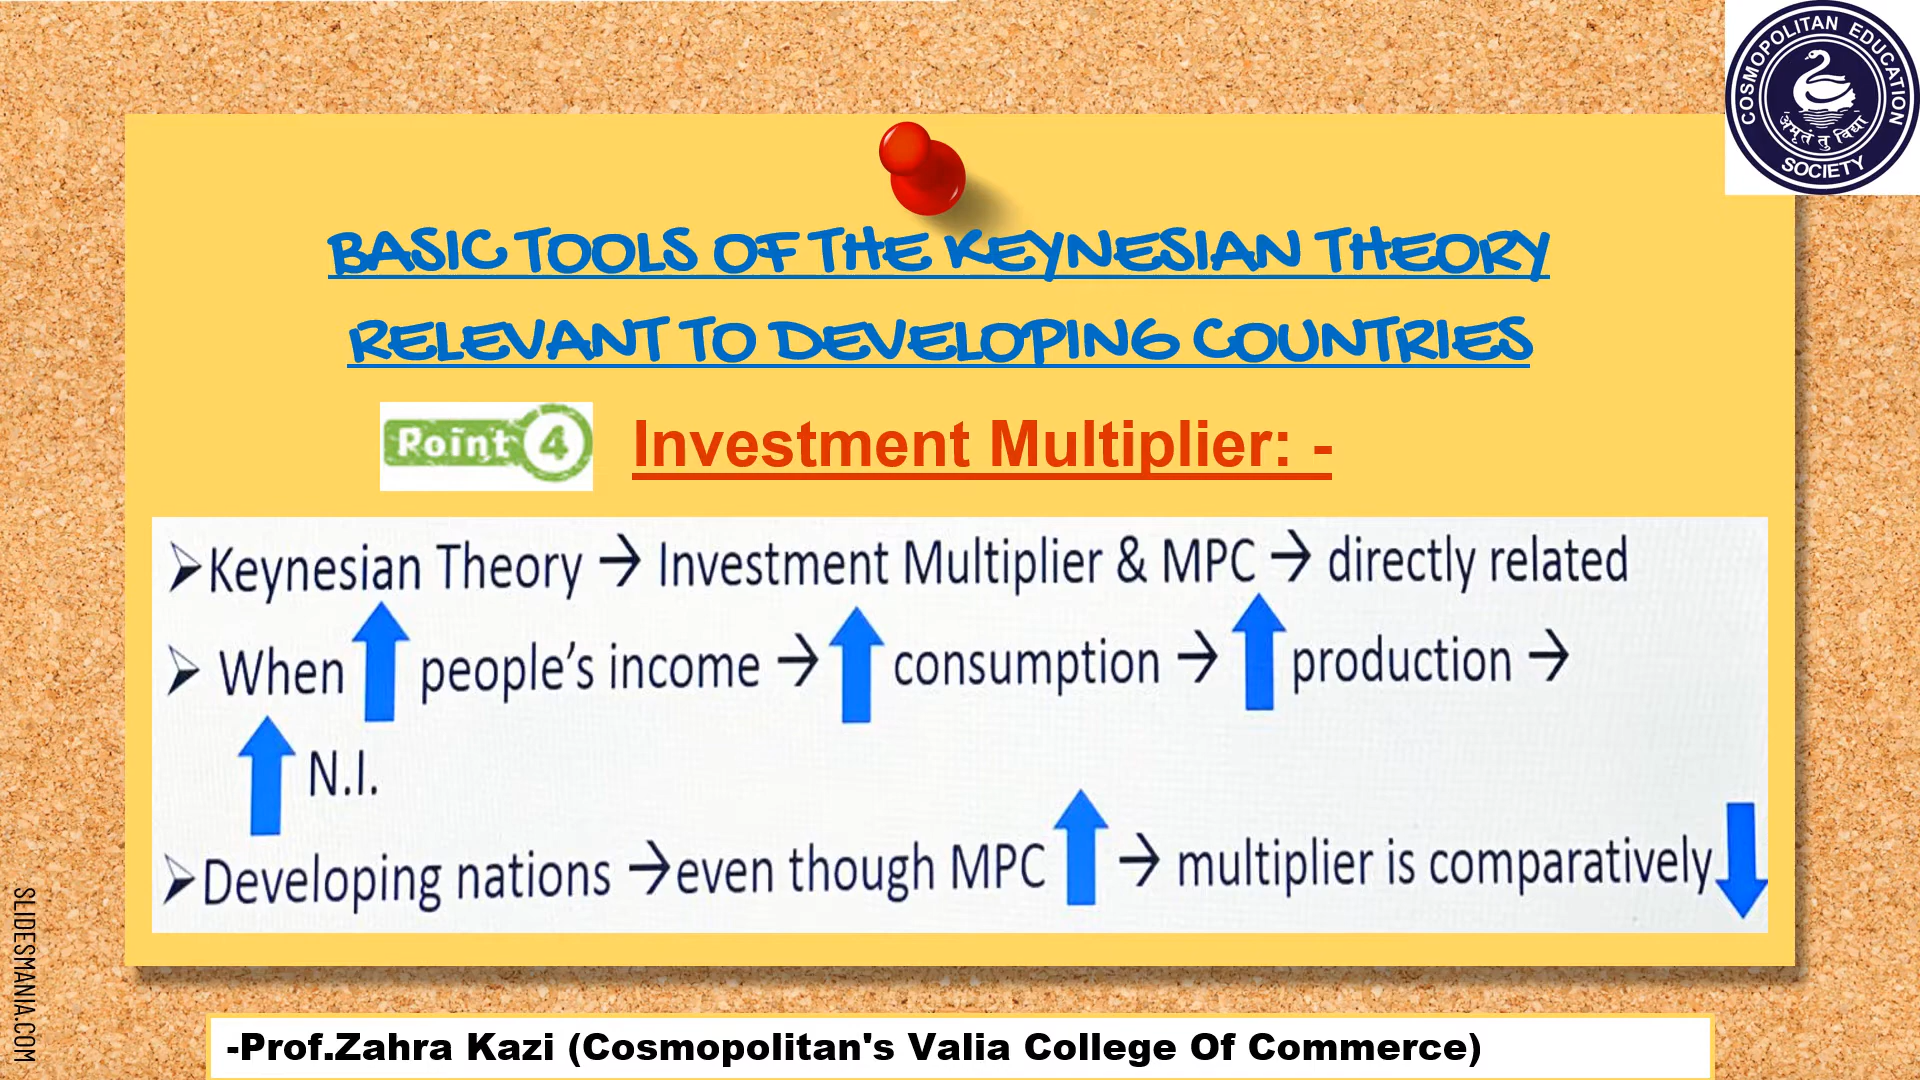 COSMOPOLITAN EDUCATION
अमृतं तु विद्या
SOCIETY
BASIC TOOLS OF THE KEYNESIAN THEORY
RELEVANT TO DEVELOPING COUNTRIES
Point 4
Investment Multiplier: -
➢Keynesian Theory → Investment Multiplier & MPC → directly related
➢ When ⬆ people’s income → ⬆ consumption → ⬆ production →
⬆ N.I.
➢Developing nations →even though MPC ⬆ → multiplier is comparatively ⬇
SLIDESMANIA.COM
-Prof.Zahra Kazi (Cosmopolitan's Valia College Of Commerce)